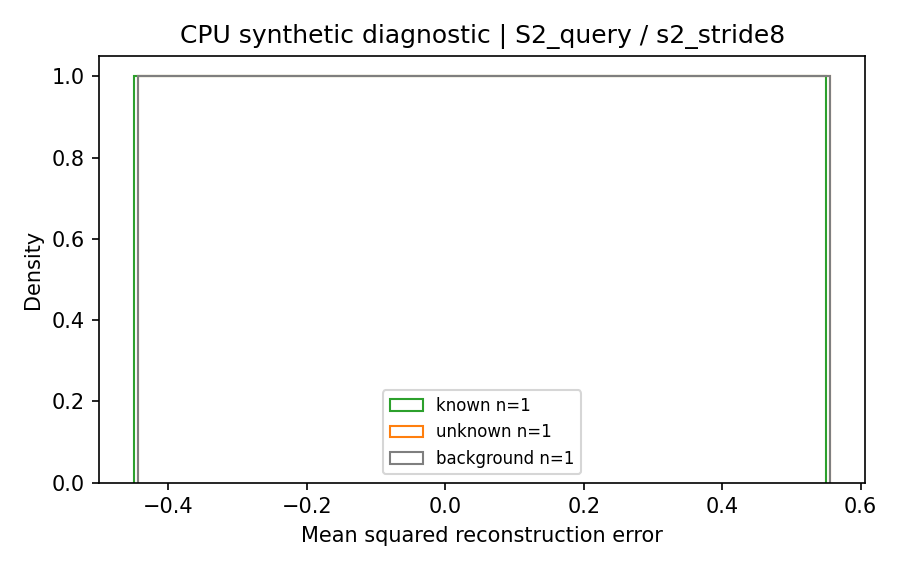 CPU synthetic diagnostic | S2_query / s2_stride8
1.0
0.8
0.6
0.4
0.2
0.0
Density
known n=1
unknown n=1
background n=1
−0.4 −0.2 0.0 0.2 0.4 0.6
Mean squared reconstruction error